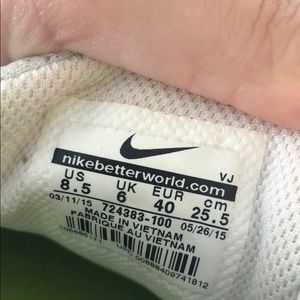 VJ
nikebetterworld.com
US UK EUR cm
8.5 6 40 25.5
03/11/15 724383-100 05/26/15
MADE IN VIETNAM
FABRIQUE AU VIETNAM